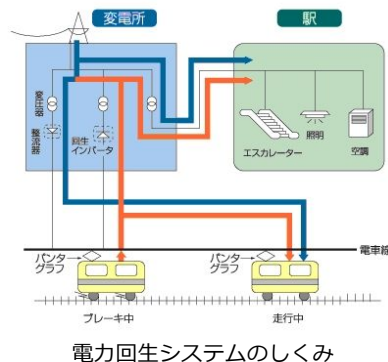 変電所
駅
変圧器
整流器
回生
インバータ
エスカレーター
照明
空調
電車線
パンタ
グラフ
パンタ
グラフ
ブレーキ中
走行中
電力回生システムのしくみ